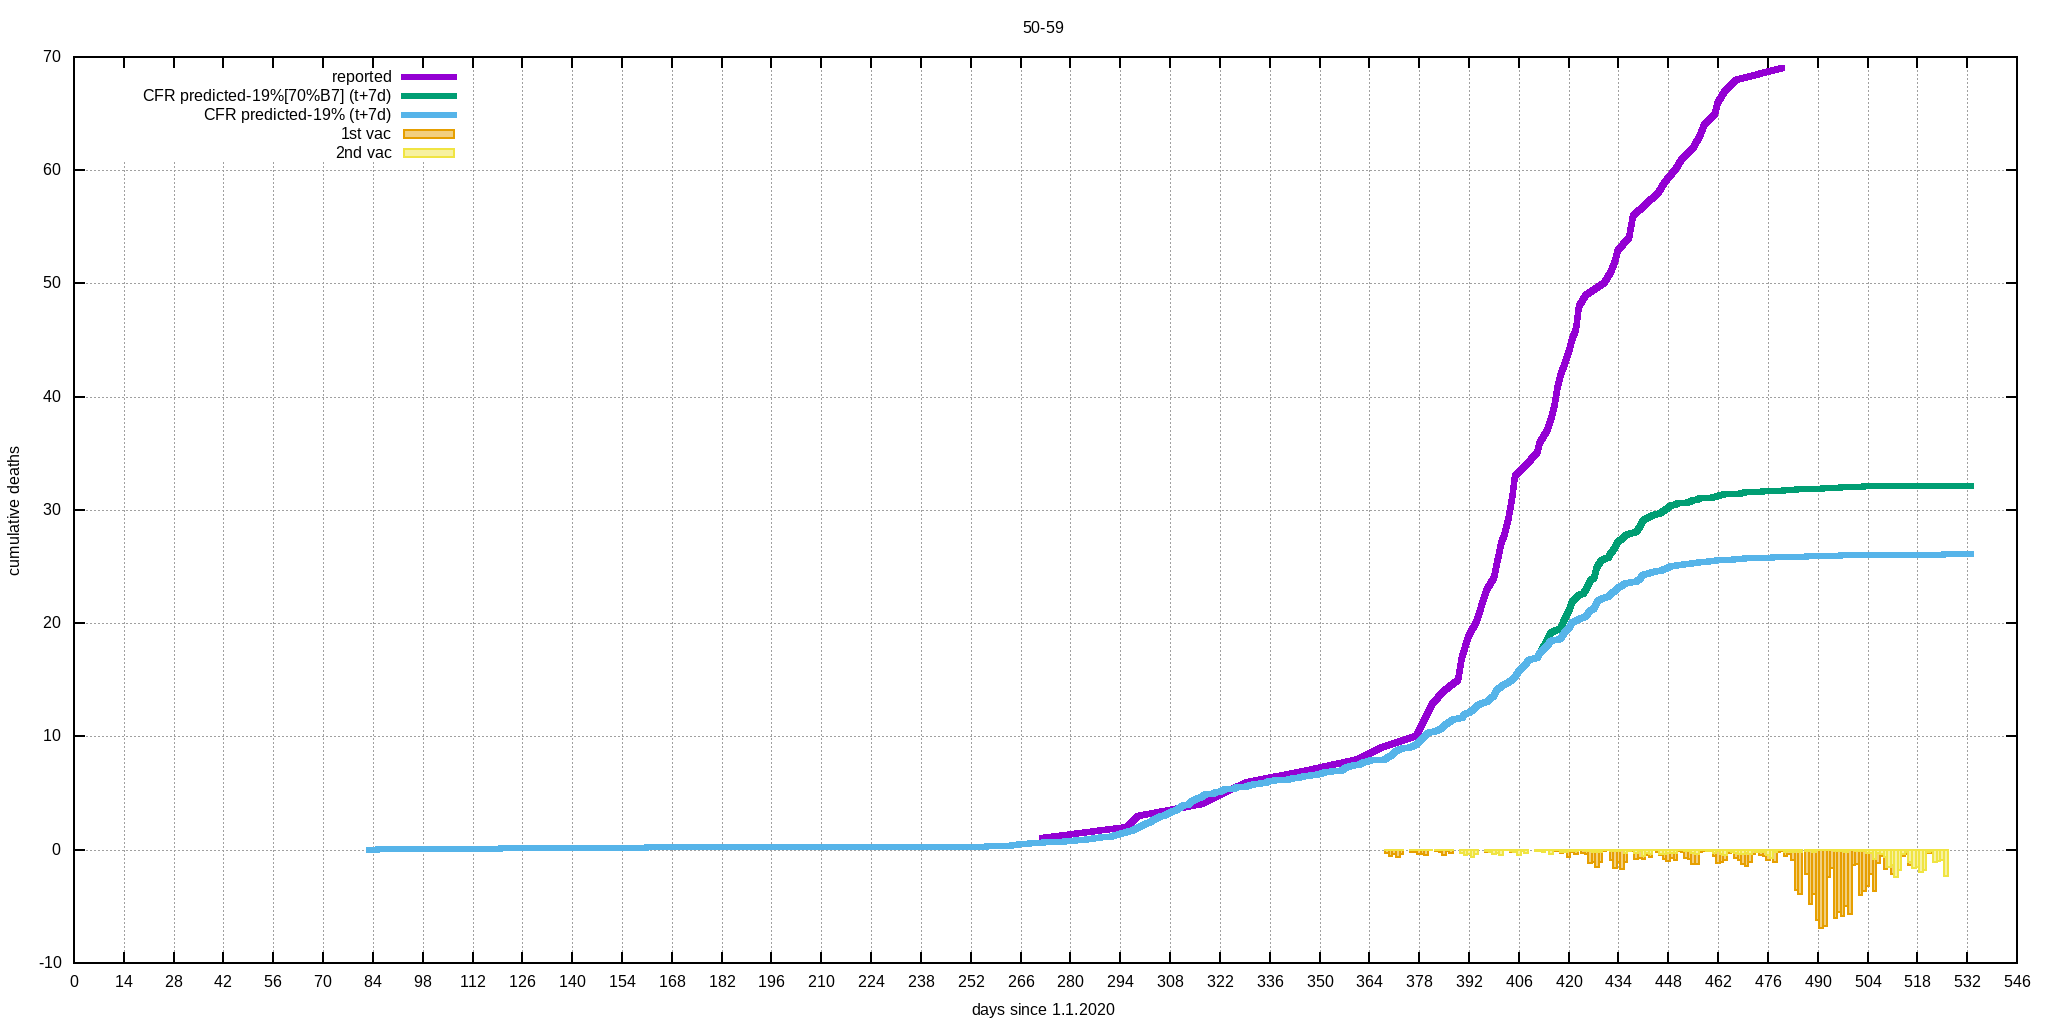 50-59
70
60
50
40
30
20
10
0
-10
cumulative deaths
reported
CFR predicted-19%[70%B7] (t+7d)
CFR predicted-19% (t+7d)
1st vac
2nd vac
0 14 28 42 56 70 84 98 112 126 140 154 168 182 196 210 224 238 252 266 280 294 308 322 336 350 364 378 392 406 420 434 448 462 476 490 504 518 532 546
days since 1.1.2020